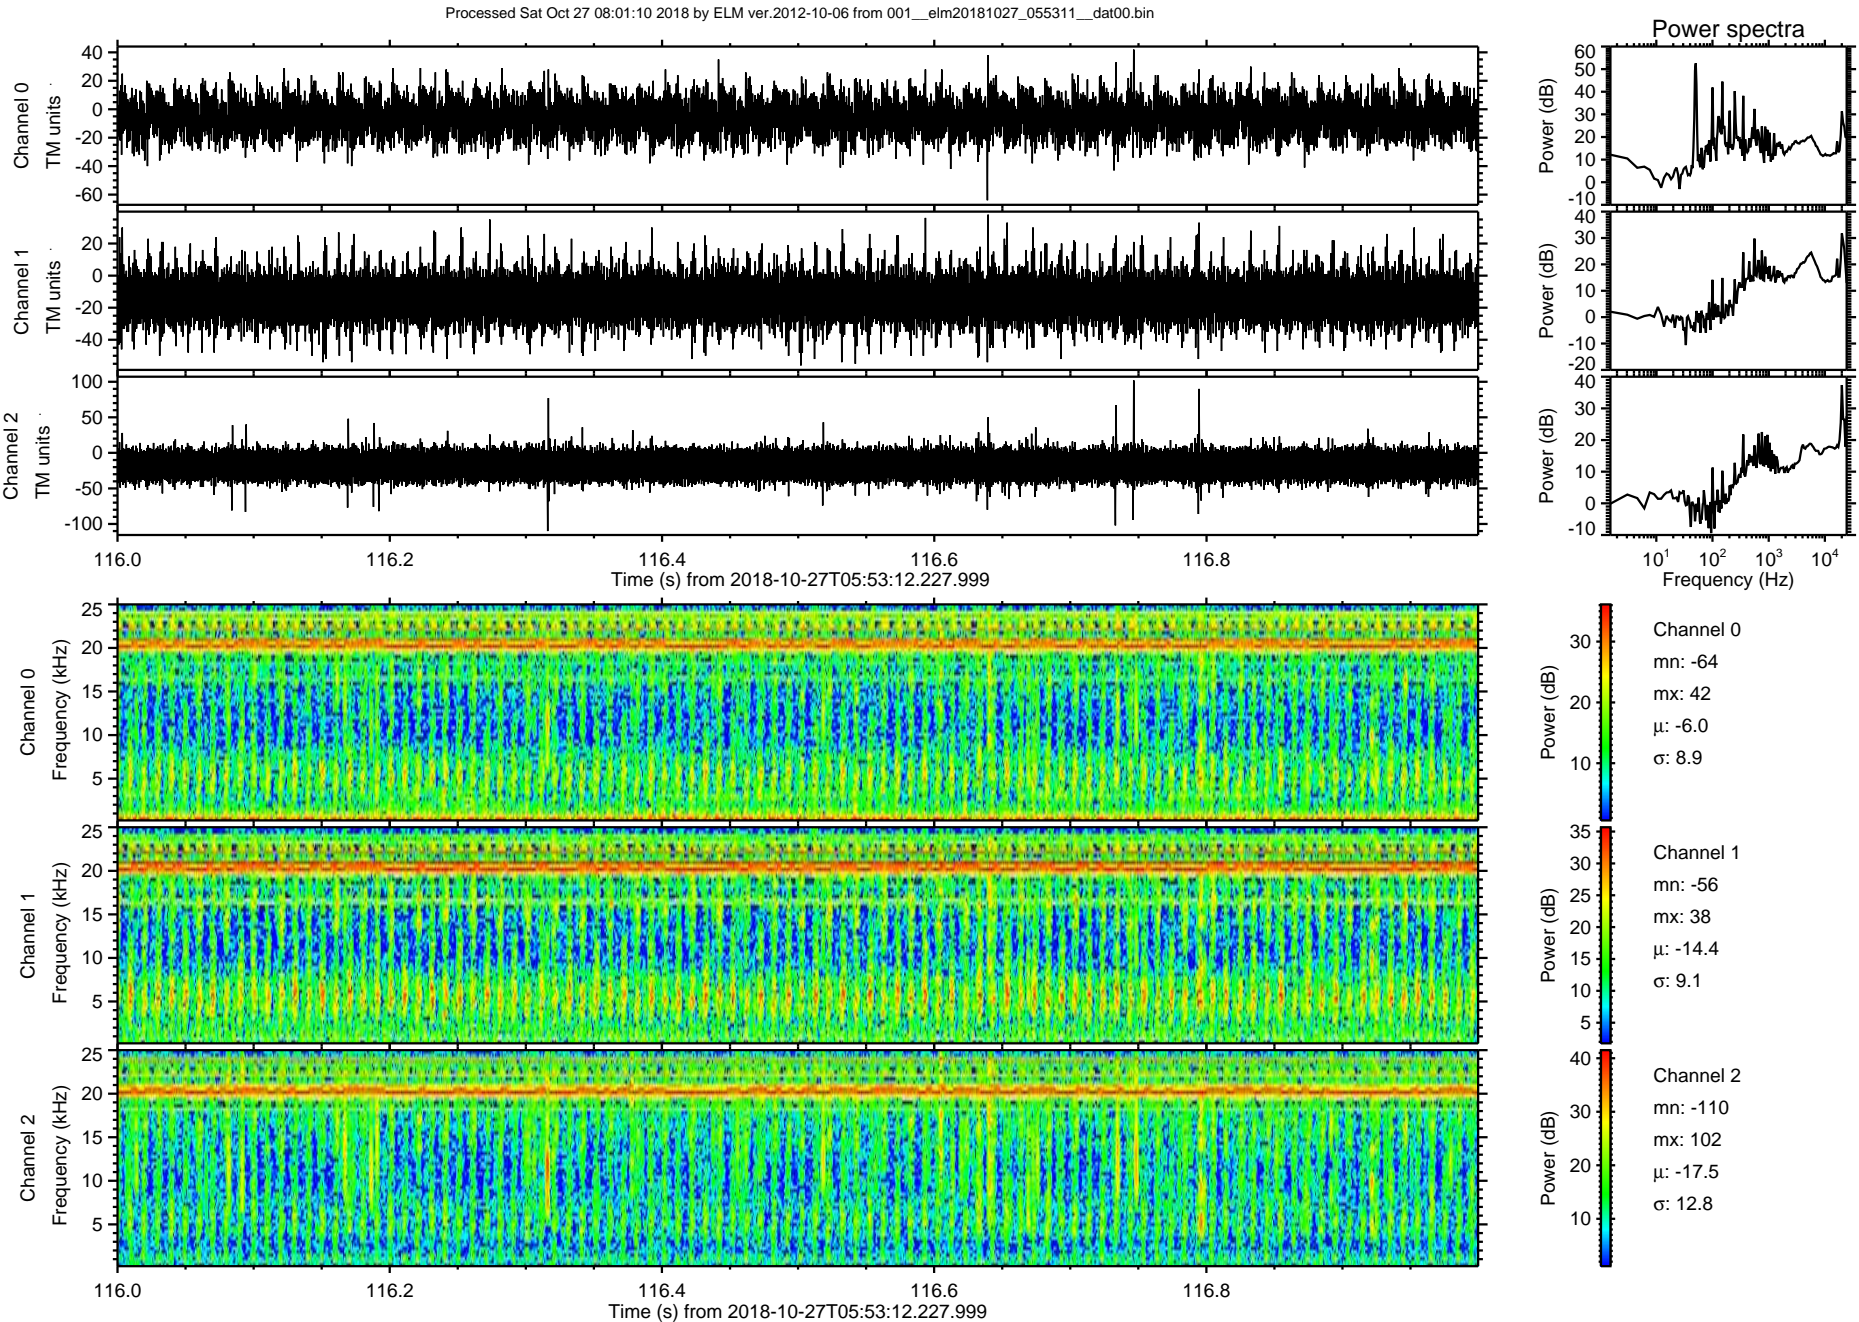 Processed Sat Oct 27 08:01:10 2018 by ELM ver.2012-10-06 from 001__elm20181027_055311__dat00.bin
Power spectra
Channel 0
TM units
40
20
0
-20
-40
-60
Power (dB)
60
50
40
30
20
10
0
-10
Channel 1
TM units
20
0
-20
-40
Power (dB)
40
30
20
10
0
-10
-20
Channel 2
TM units
100
50
0
-50
-100
Power (dB)
40
30
20
10
0
-10
116.0 116.2 116.4 116.6 116.8
Time (s) from 2018-10-27T05:53:12.227.999
10^1 10^2 10^3 10^4
Frequency (Hz)
Channel 0
Frequency (kHz)
25
20
15
10
5
Power (dB)
30
20
10
Channel 0
mn: -64
mx: 42
μ: -6.0
σ: 8.9
Channel 1
Frequency (kHz)
25
20
15
10
5
Power (dB)
35
30
25
20
15
10
5
Channel 1
mn: -56
mx: 38
μ: -14.4
σ: 9.1
Channel 2
Frequency (kHz)
25
20
15
10
5
Power (dB)
40
30
20
10
Channel 2
mn: -110
mx: 102
μ: -17.5
σ: 12.8
116.0 116.2 116.4 116.6 116.8
Time (s) from 2018-10-27T05:53:12.227.999